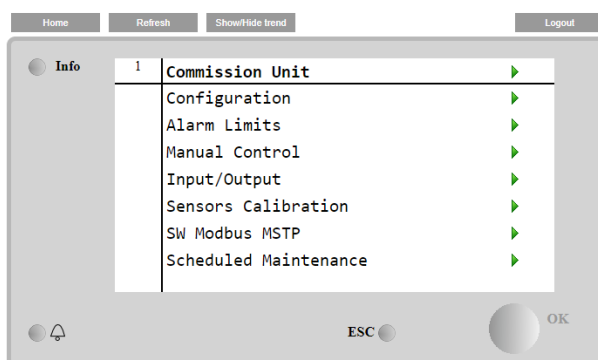 Home Refresh Show/Hide trend Logout
Info 1 Commission Unit
Configuration
Alarm Limits
Manual Control
Input/Output
Sensors Calibration
SW Modbus MSTP
Scheduled Maintenance
ESC OK